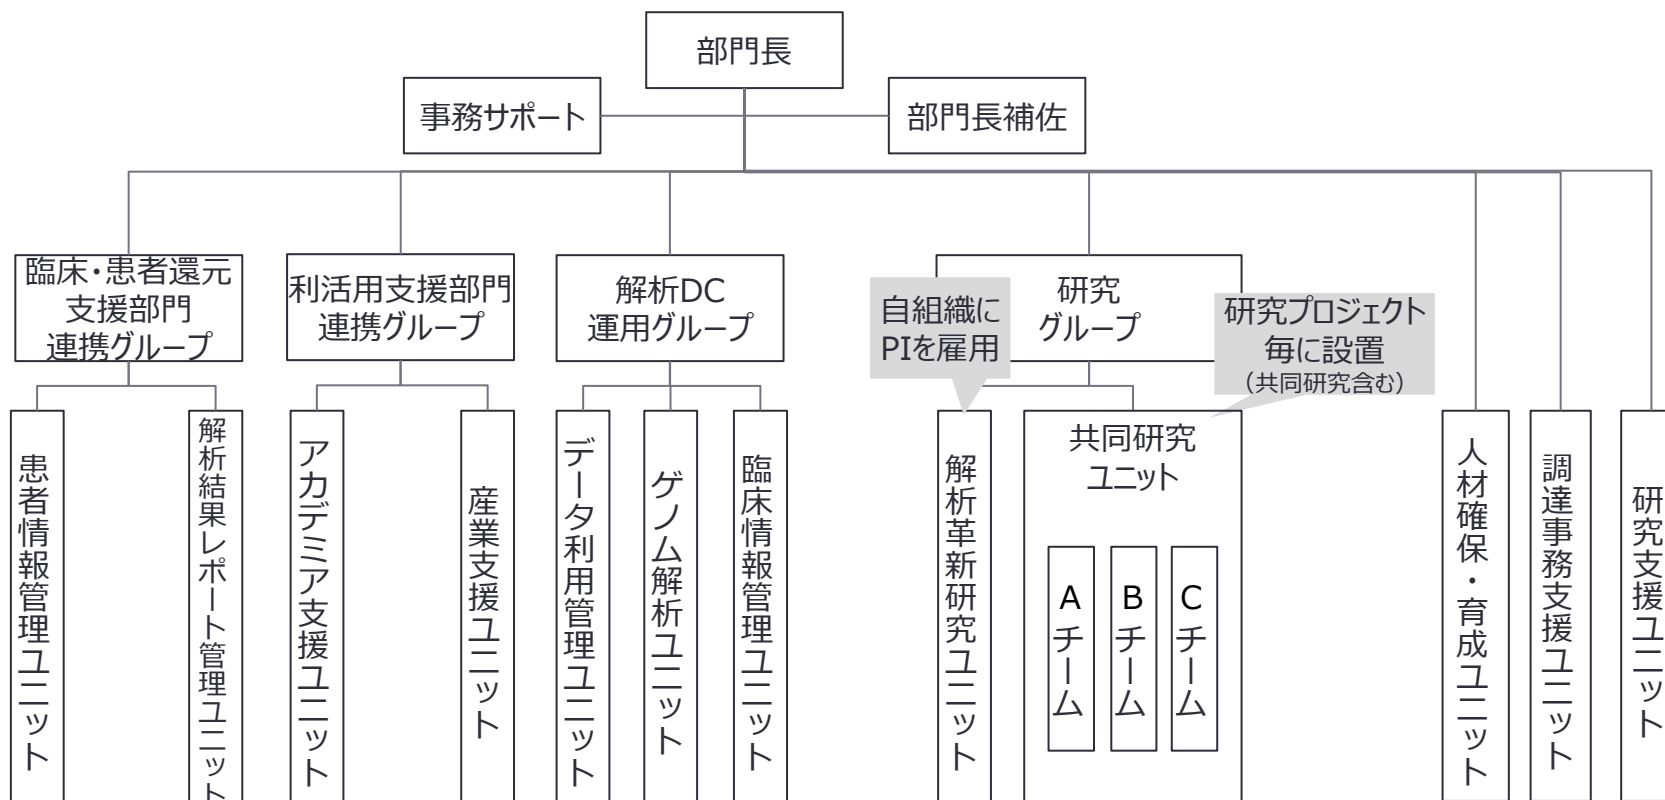 部門長
事務サポート
部門長補佐
臨床・患者還元
支援部門
連携グループ
利活用支援部門
連携グループ
解析DC
運用グループ
研究
グループ
自組織に
PIを雇用
研究プロジェクト
毎に設置
（共同研究含む）
患者情報管理ユニット
解析結果レポート管理ユニット
アカデミア支援ユニット
産業支援ユニット
データ利用管理ユニット
ゲノム解析ユニット
臨床情報管理ユニット
解析革新研究ユニット
共同研究
ユニット
Aチーム
Bチーム
Cチーム
人材確保・育成ユニット
調達事務支援ユニット
研究支援ユニット